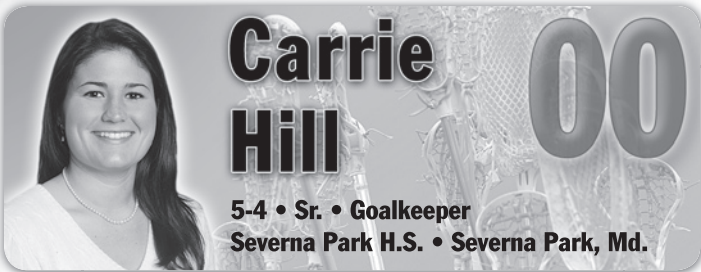 Carrie
Hill
00
5-4 • Sr. • Goalkeeper
Severna Park H.S. • Severna Park, Md.